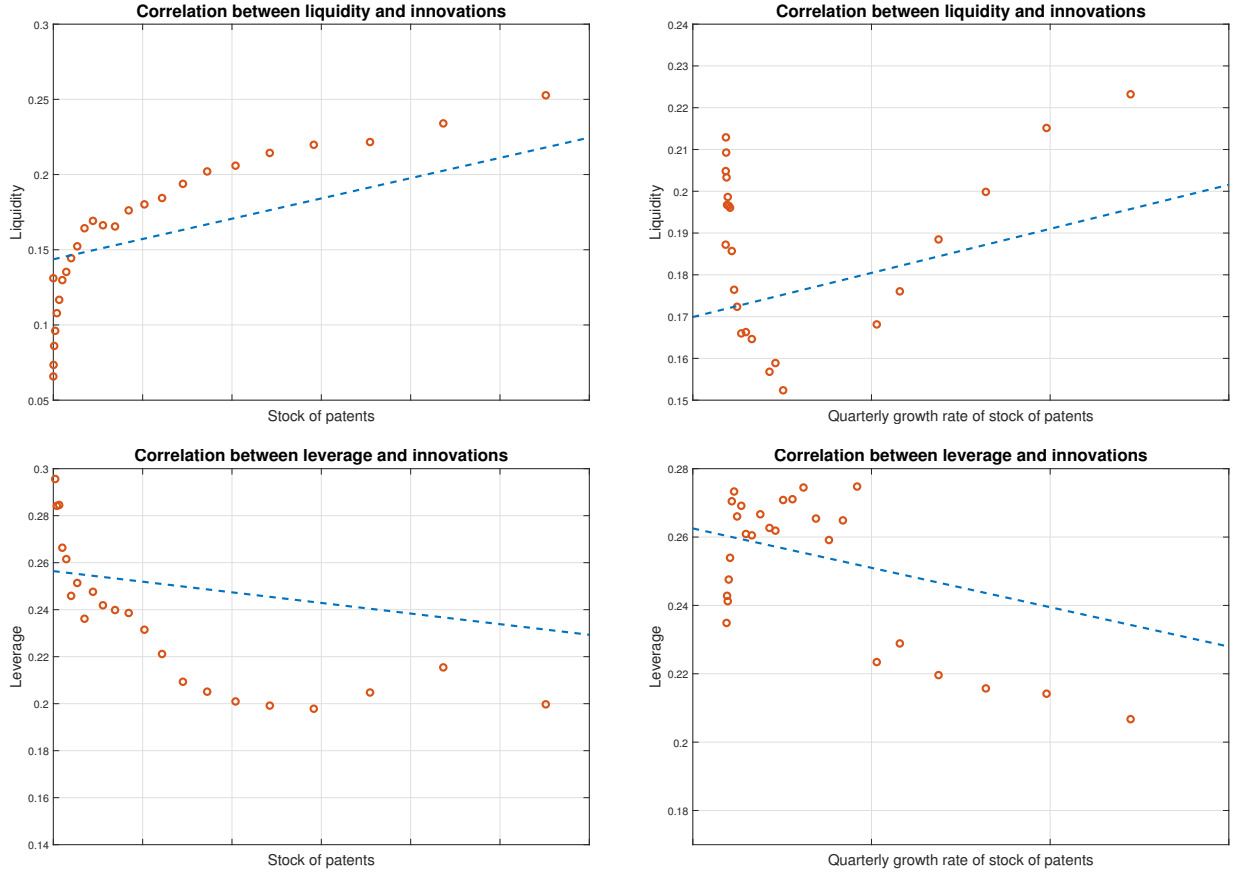 Correlation between liquidity and innovations
0.3
0.25
0.2
0.15
0.1
0.05
Liquidity
Stock of patents
Correlation between liquidity and innovations
0.24
0.23
0.22
0.21
0.2
0.19
0.18
0.17
0.16
0.15
Liquidity
Quarterly growth rate of stock of patents
Correlation between leverage and innovations
0.3
0.28
0.26
0.24
0.22
0.2
0.18
0.16
0.14
Leverage
Stock of patents
Correlation between leverage and innovations
0.28
0.26
0.24
0.22
0.2
0.18
Leverage
Quarterly growth rate of stock of patents